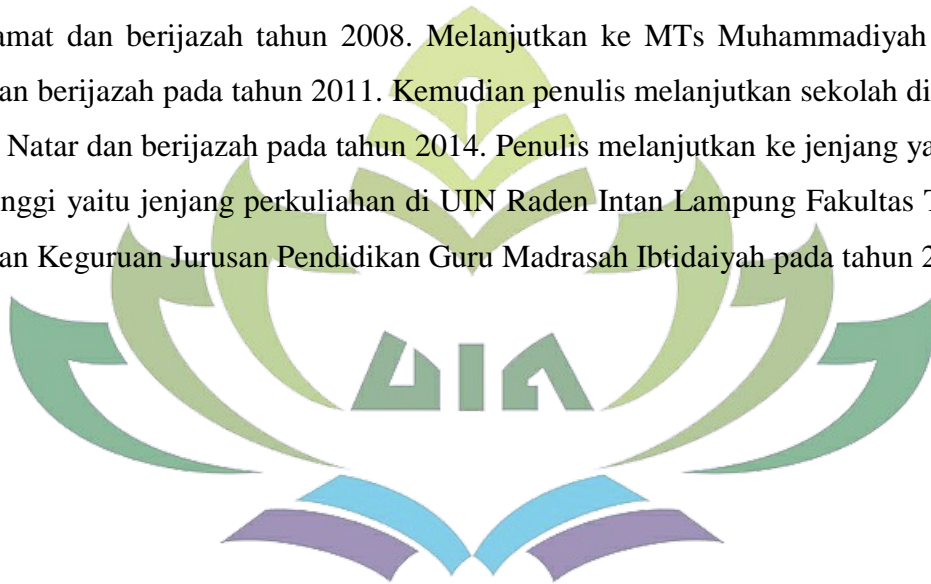 amat dan berijazah tahun 2008. Melanjutkan ke MTs Muhammadiyah
an berijazah pada tahun 2011. Kemudian penulis melanjutkan sekolah di
Natar dan berijazah pada tahun 2014. Penulis melanjutkan ke jenjang ya
nggi yaitu jenjang perkuliahan di UIN Raden Intan Lampung Fakultas T
an Keguruan Jurusan Pendidikan Guru Madrasah Ibtidaiyah pada tahun 2
UIN